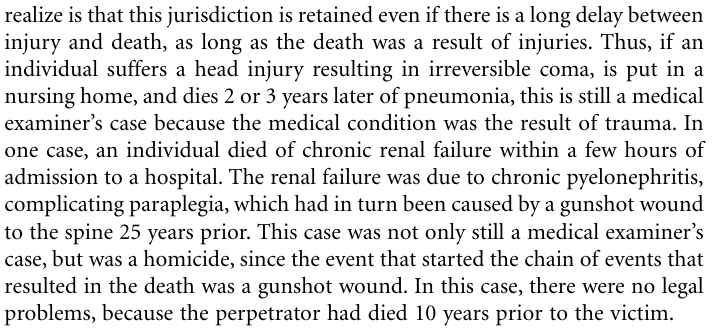 realize is that this jurisdiction is retained even if there is a long delay between
injury and death, as long as the death was a result of injuries. Thus, if an
individual suffers a head injury resulting in irreversible coma, is put in a
nursing home, and dies 2 or 3 years later of pneumonia, this is still a medical
examiner’s case because the medical condition was the result of trauma. In
one case, an individual died of chronic renal failure within a few hours of
admission to a hospital. The renal failure was due to chronic pyelonephritis,
complicating paraplegia, which had in turn been caused by a gunshot wound
to the spine 25 years prior. This case was not only still a medical examiner’s
case, but was a homicide, since the event that started the chain of events that
resulted in the death was a gunshot wound. In this case, there were no legal
problems, because the perpetrator had died 10 years prior to the victim.